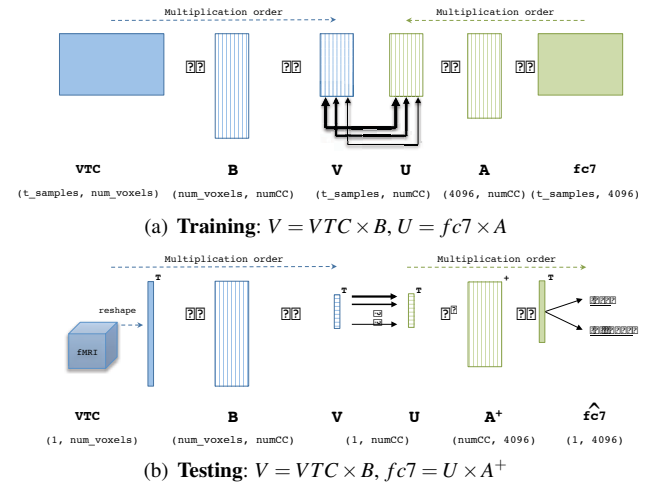 Multiplication order Multiplication order
VTC B V U A fc7
(t_samples, num_voxels) (num_voxels, numCC) (t_samples, numCC) (4096, numCC) (t_samples, 4096)
(a) Training: V = VTC × B, U = fc7 × A
Multiplication order Multiplication order
T T T + T
reshape
fMRI
VTC B V U A+ f̂c7
(1, num_voxels) (num_voxels, numCC) (1, numCC) (numCC, 4096) (1, 4096)
(b) Testing: V = VTC × B, fc7 = U × A+